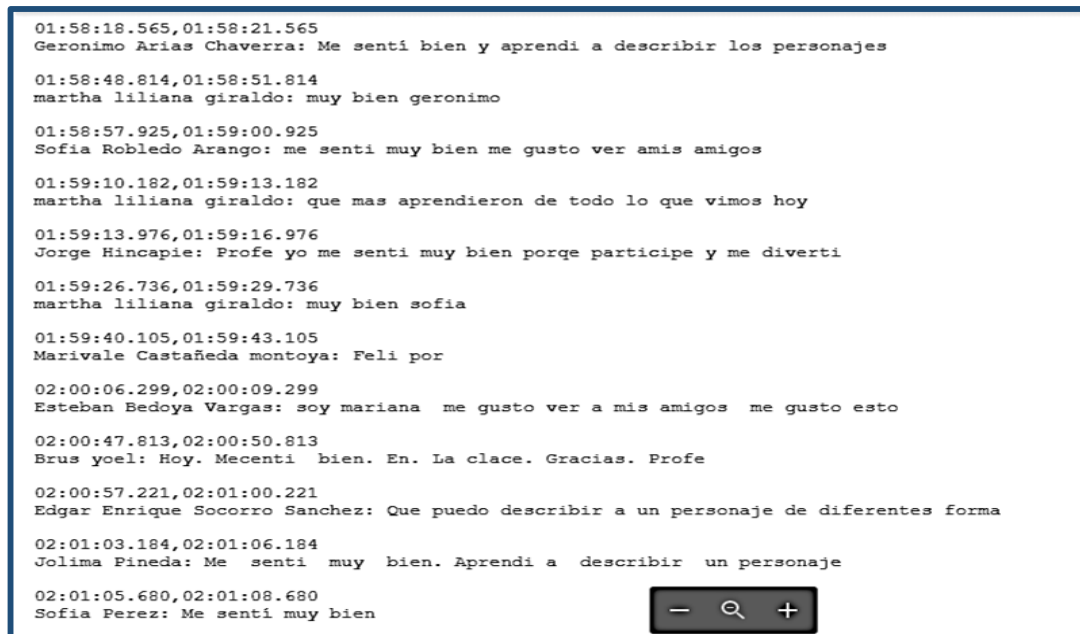 01:58:18.565,01:58:21.565
Geronimo Arias Chaverra: Me sentí bien y aprendi a describir los personajes
01:58:48.814,01:58:51.814
martha liliana giraldo: muy bien geronimo
01:58:57.925,01:59:00.925
Sofia Robledo Arango: me senti muy bien me gusto ver amis amigos
01:59:10.182,01:59:13.182
martha liliana giraldo: que mas aprendieron de todo lo que vimos hoy
01:59:13.976,01:59:16.976
Jorge Hincapie: Profe yo me senti muy bien porqe participe y me diverti
01:59:26.736,01:59:29.736
martha liliana giraldo: muy bien sofia
01:59:40.105,01:59:43.105
Marivale Castañeda montoya: Feli por
02:00:06.299,02:00:09.299
Esteban Bedoya Vargas: soy mariana  me gusto ver a mis amigos  me gusto esto
02:00:47.813,02:00:50.813
Brus yoel: Hoy. Mecenti  bien. En. La clace. Gracias. Profe
02:00:57.221,02:01:00.221
Edgar Enrique Socorro Sanchez: Que puedo describir a un personaje de diferentes forma
02:01:03.184,02:01:06.184
Jolima Pineda: Me  senti  muy  bien. Aprendi a  describir  un personaje
02:01:05.680,02:01:08.680
Sofia Perez: Me sentí muy bien